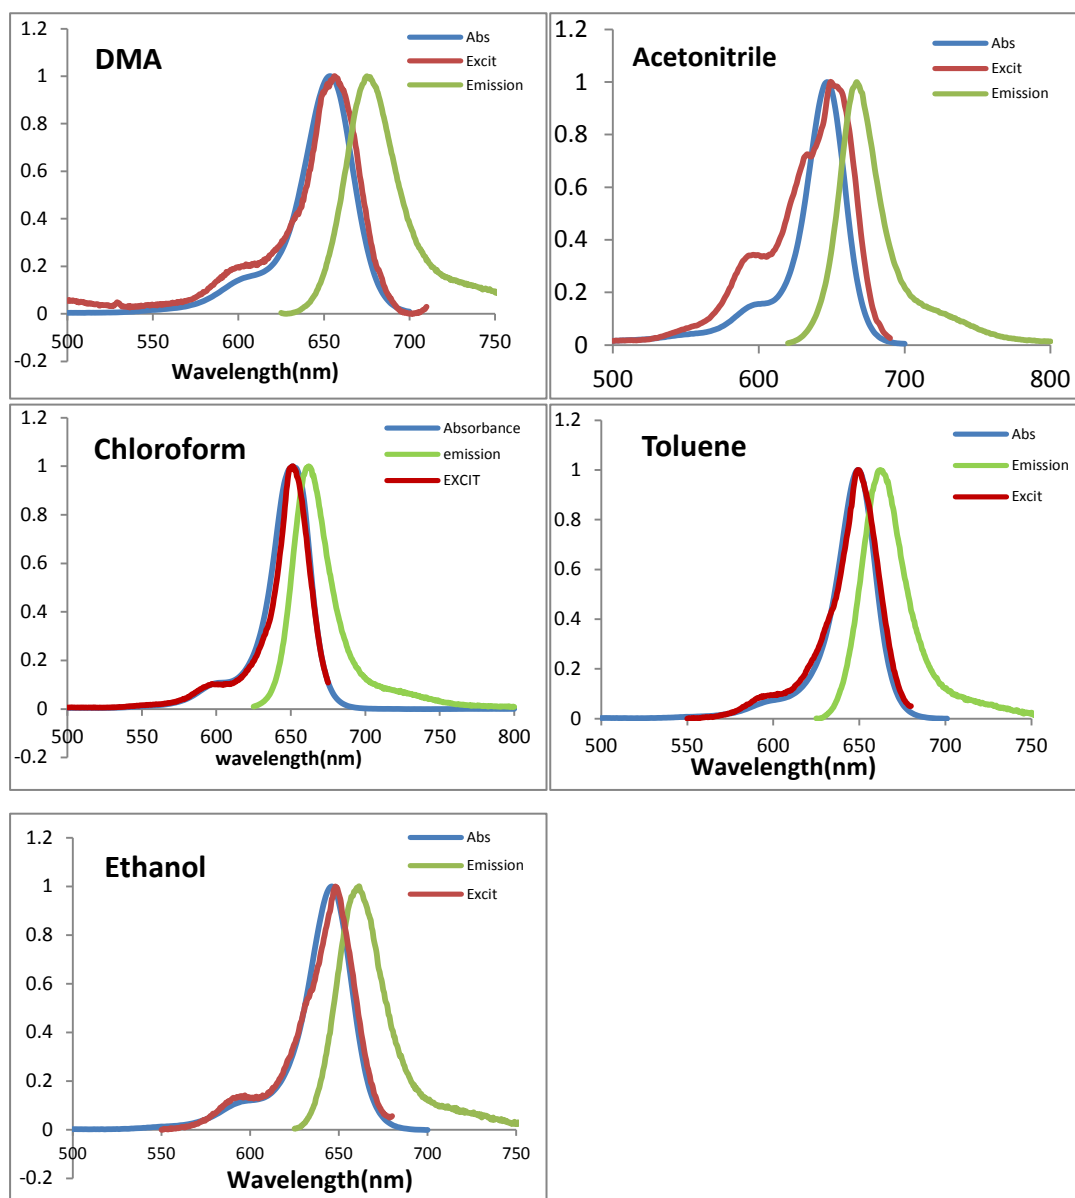 DMA
Abs
Excit
Emission
1.2
1
0.8
0.6
0.4
0.2
0
-0.2
500 550 600 650 700 750
Wavelength(nm)
Acetonitrile
Abs
Excit
Emission
1.2
1
0.8
0.6
0.4
0.2
0
500 600 700 800
Chloroform
Absorbance
emission
EXCIT
1.2
1
0.8
0.6
0.4
0.2
0
-0.2
500 550 600 650 700 750 800
wavelength(nm)
Toluene
Abs
Emission
Excit
1.2
1
0.8
0.6
0.4
0.2
0
500 550 600 650 700 750
Wavelength(nm)
Ethanol
Abs
Emission
Excit
1.2
1
0.8
0.6
0.4
0.2
0
-0.2
500 550 600 650 700 750
Wavelength(nm)